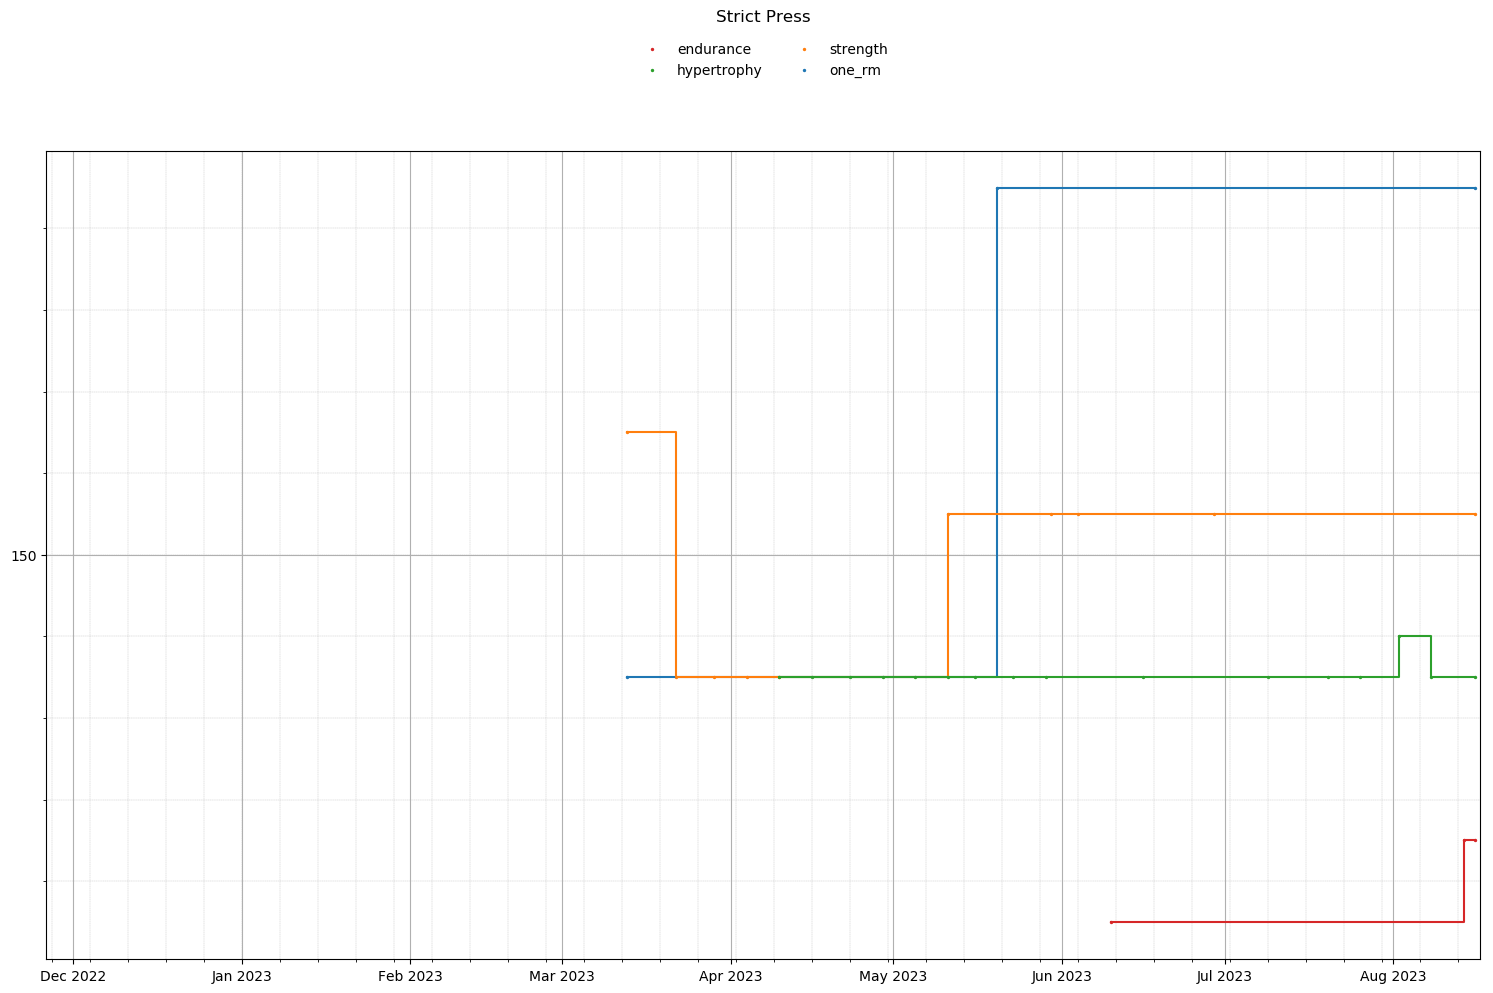 Strict Press
endurance strength
hypertrophy one_rm
150
Dec 2022 Jan 2023 Feb 2023 Mar 2023 Apr 2023 May 2023 Jun 2023 Jul 2023 Aug 2023